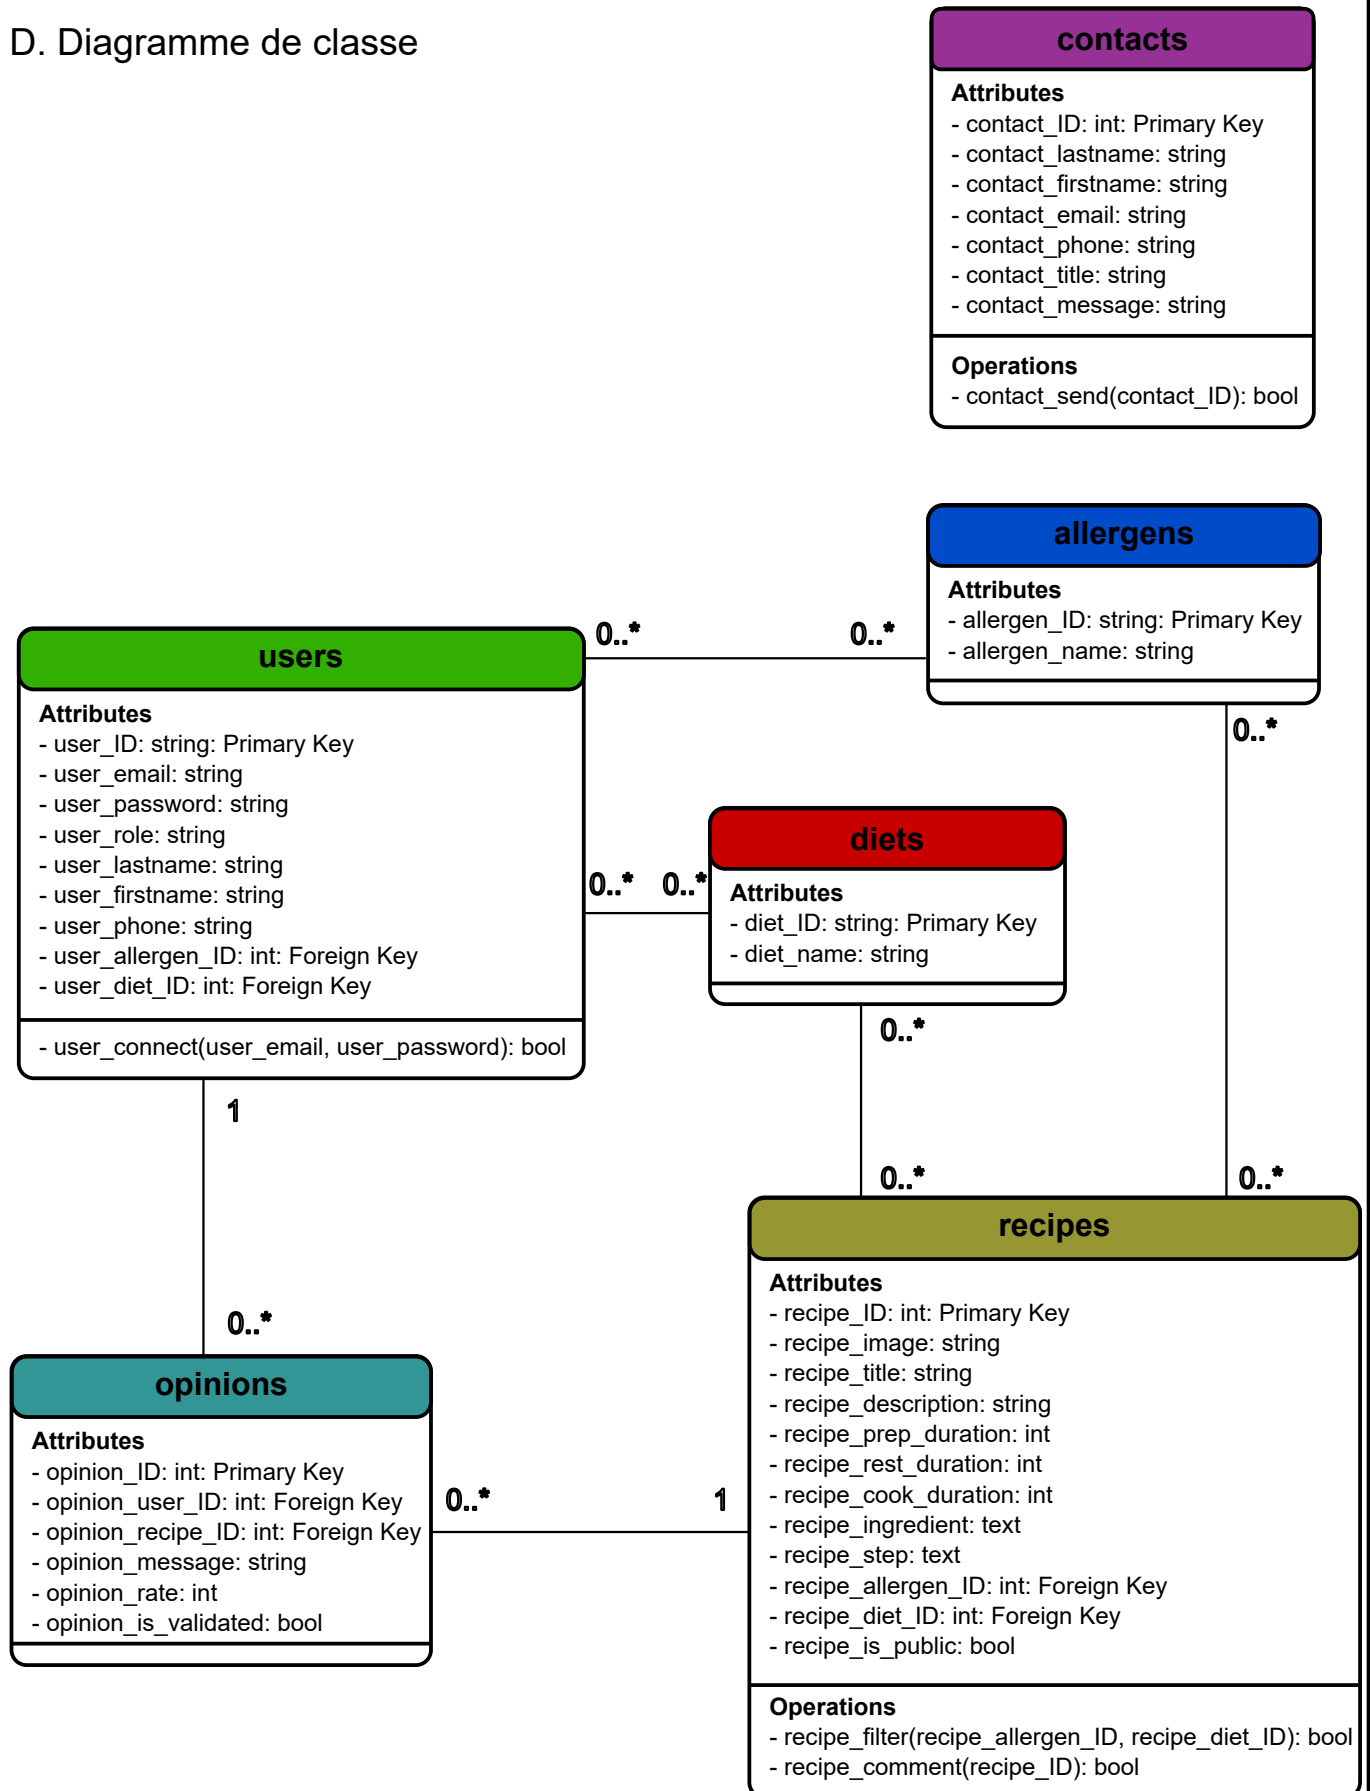 D. Diagramme de classe
contacts
Attributes
- contact_ID: int: Primary Key
- contact_lastname: string
- contact_firstname: string
- contact_email: string
- contact_phone: string
- contact_title: string
- contact_message: string
Operations
- contact_send(contact_ID): bool
allergens
Attributes
- allergen_ID: string: Primary Key
- allergen_name: string
0..*
0..*
0..*
users
Attributes
- user_ID: string: Primary Key
- user_email: string
- user_password: string
- user_role: string
- user_lastname: string
- user_firstname: string
- user_phone: string
- user_allergen_ID: int: Foreign Key
- user_diet_ID: int: Foreign Key
- user_connect(user_email, user_password): bool
0..*
0..*
diets
Attributes
- diet_ID: string: Primary Key
- diet_name: string
0..*
1
0..*
0..*
0..*
recipes
Attributes
- recipe_ID: int: Primary Key
- recipe_image: string
- recipe_title: string
- recipe_description: string
- recipe_prep_duration: int
- recipe_rest_duration: int
- recipe_cook_duration: int
- recipe_ingredient: text
- recipe_step: text
- recipe_allergen_ID: int: Foreign Key
- recipe_diet_ID: int: Foreign Key
- recipe_is_public: bool
Operations
- recipe_filter(recipe_allergen_ID, recipe_diet_ID): bool
- recipe_comment(recipe_ID): bool
opinions
Attributes
- opinion_ID: int: Primary Key
- opinion_user_ID: int: Foreign Key
- opinion_recipe_ID: int: Foreign Key
- opinion_message: string
- opinion_rate: int
- opinion_is_validated: bool
0..*
1